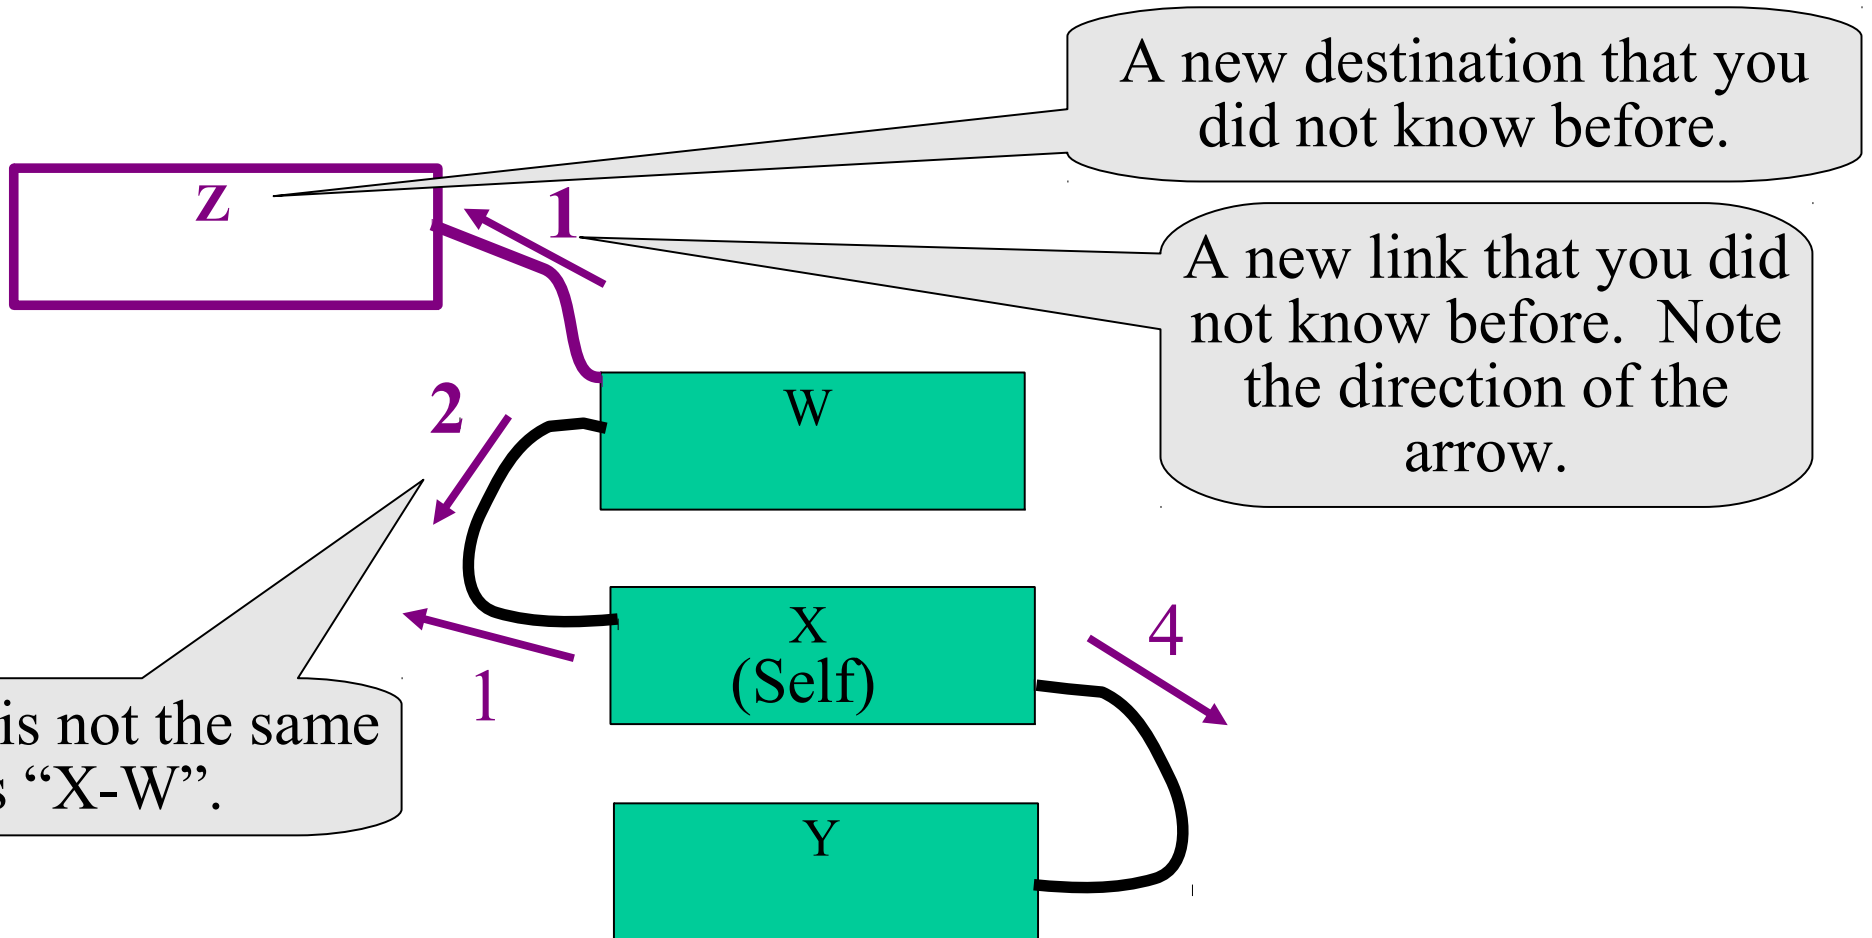 A new destination that you
did not know before.
Z
1
A new link that you did
not know before. Note
the direction of the
arrow.
2
W
X
(Self)
4
1
is not the same
“X-W”.
Y